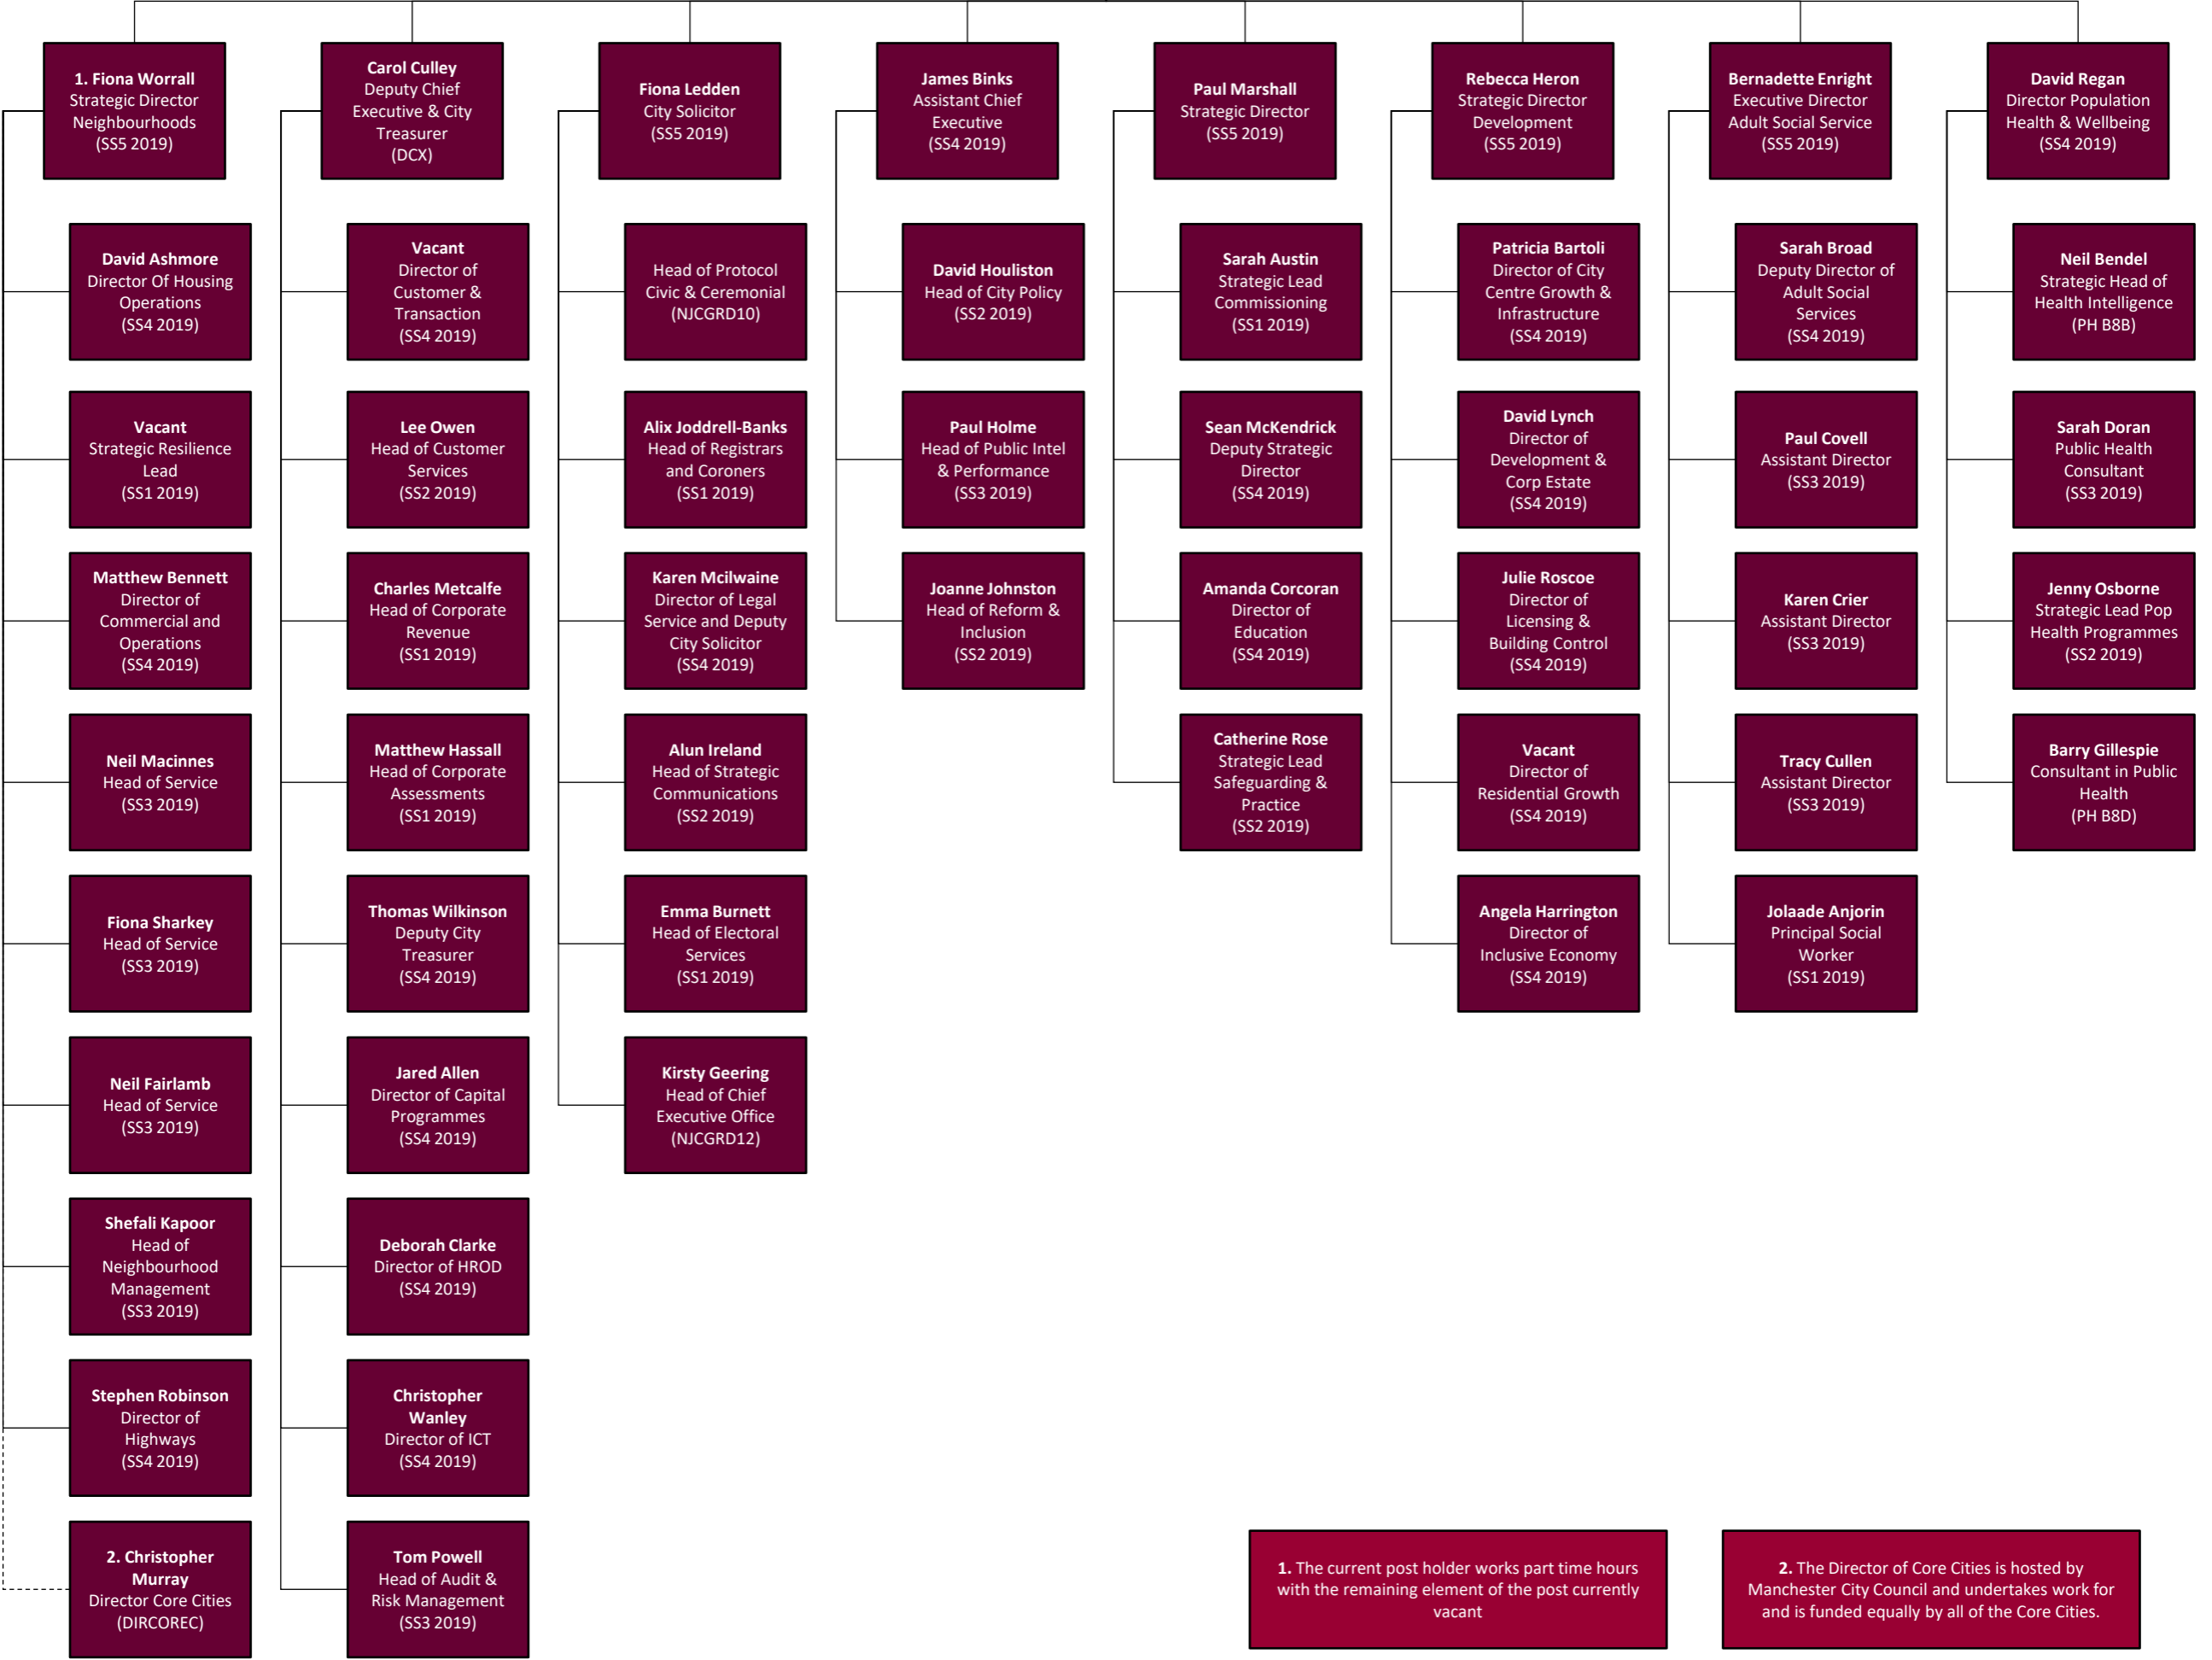 1. Fiona Worrall
Strategic Director
Neighbourhoods
(SS5 2019)
David Ashmore
Director Of Housing
Operations
(SS4 2019)
Vacant
Strategic Resilience
Lead
(SS1 2019)
Matthew Bennett
Director of
Commercial and
Operations
(SS4 2019)
Neil Macinnes
Head of Service
(SS3 2019)
Fiona Sharkey
Head of Service
(SS3 2019)
Neil Fairlamb
Head of Service
(SS3 2019)
Shefali Kapoor
Head of
Neighbourhood
Management
(SS3 2019)
Stephen Robinson
Director of
Highways
(SS4 2019)
2. Christopher
Murray
Director Core Cities
(DIRCOREC)
Carol Culley
Deputy Chief
Executive & City
Treasurer
(DCX)
Vacant
Director of
Customer &
Transaction
(SS4 2019)
Lee Owen
Head of Customer
Services
(SS2 2019)
Charles Metcalfe
Head of Corporate
Revenue
(SS1 2019)
Matthew Hassall
Head of Corporate
Assessments
(SS1 2019)
Thomas Wilkinson
Deputy City
Treasurer
(SS4 2019)
Jared Allen
Director of Capital
Programmes
(SS4 2019)
Deborah Clarke
Director of HROD
(SS4 2019)
Christopher
Wanley
Director of ICT
(SS4 2019)
Tom Powell
Head of Audit &
Risk Management
(SS3 2019)
Fiona Ledden
City Solicitor
(SS5 2019)
Head of Protocol
Civic & Ceremonial
(NJCGRD10)
Alix Joddrell-Banks
Head of Registrars
and Coroners
(SS1 2019)
Karen Mcilwaine
Director of Legal
Service and Deputy
City Solicitor
(SS4 2019)
Alun Ireland
Head of Strategic
Communications
(SS2 2019)
Emma Burnett
Head of Electoral
Services
(SS1 2019)
Kirsty Geering
Head of Chief
Executive Office
(NJCGRD12)
James Binks
Assistant Chief
Executive
(SS4 2019)
David Houliston
Head of City Policy
(SS2 2019)
Paul Holme
Head of Public Intel
& Performance
(SS3 2019)
Joanne Johnston
Head of Reform &
Inclusion
(SS2 2019)
Paul Marshall
Strategic Director
(SS5 2019)
Sarah Austin
Strategic Lead
Commissioning
(SS1 2019)
Sean McKendrick
Deputy Strategic
Director
(SS4 2019)
Amanda Corcoran
Director of
Education
(SS4 2019)
Catherine Rose
Strategic Lead
Safeguarding &
Practice
(SS2 2019)
Rebecca Heron
Strategic Director
Development
(SS5 2019)
Patricia Bartoli
Director of City
Centre Growth &
Infrastructure
(SS4 2019)
David Lynch
Director of
Development &
Corp Estate
(SS4 2019)
Julie Roscoe
Director of
Licensing &
Building Control
(SS4 2019)
Vacant
Director of
Residential Growth
(SS4 2019)
Angela Harrington
Director of
Inclusive Economy
(SS4 2019)
Bernadette Enright
Executive Director
Adult Social Service
(SS5 2019)
Sarah Broad
Deputy Director of
Adult Social
Services
(SS4 2019)
Paul Covell
Assistant Director
(SS3 2019)
Karen Crier
Assistant Director
(SS3 2019)
Tracy Cullen
Assistant Director
(SS3 2019)
Jolaade Anjorin
Principal Social
Worker
(SS1 2019)
David Regan
Director Population
Health & Wellbeing
(SS4 2019)
Neil Bendel
Strategic Head of
Health Intelligence
(PH B8B)
Sarah Doran
Public Health
Consultant
(SS3 2019)
Jenny Osborne
Strategic Lead Pop
Health Programmes
(SS2 2019)
Barry Gillespie
Consultant in Public
Health
(PH B8D)
1. The current post holder works part time hours
with the remaining element of the post currently
vacant
2. The Director of Core Cities is hosted by
Manchester City Council and undertakes work for
and is funded equally by all of the Core Cities.